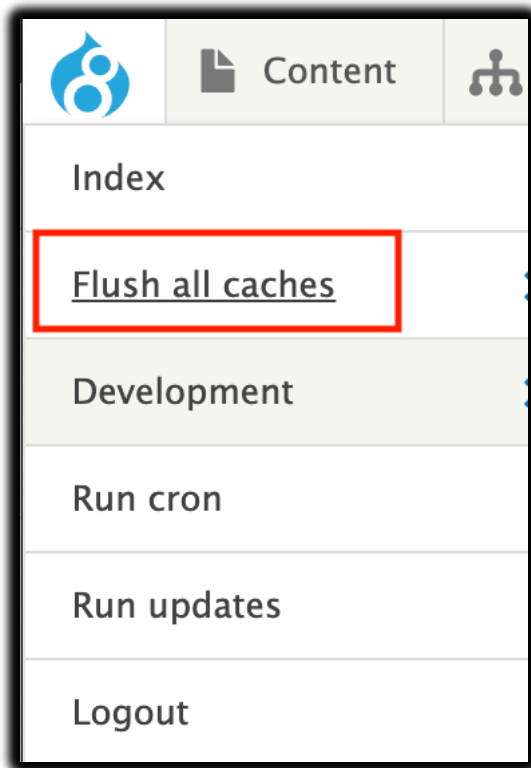 Content
Index
Flush all caches
Development
Run cron
Run updates
Logout